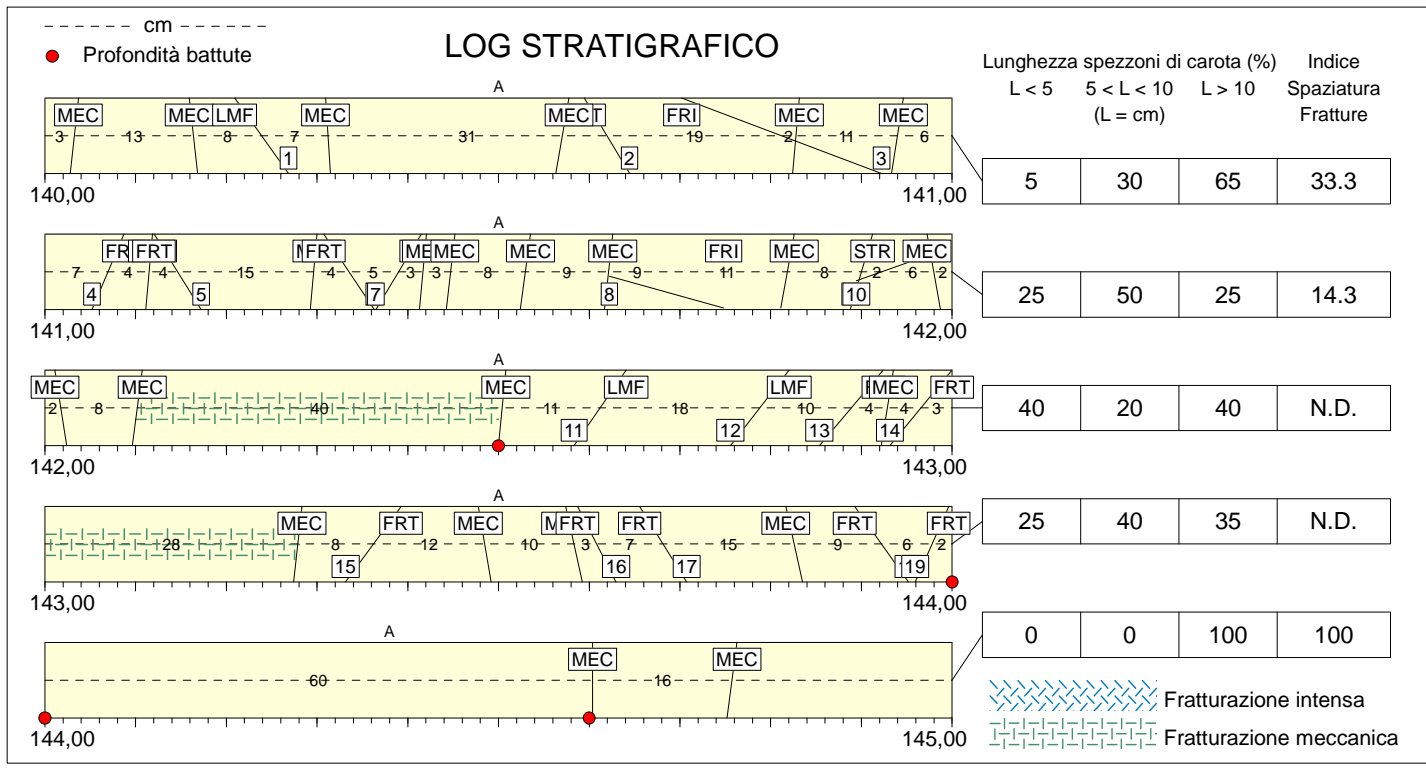 cm
Profondità battute
LOG STRATIGRAFICO
Lunghezza spezzoni di carota (%) Indice
L < 5 5 < L < 10 L > 10 Spaziatura
(L = cm) Fratture
A
MEC MEC LMF MEC MEC FRI MEC MEC
3 13 8 7 31 19 2 11 6
1 2 3
140,00 141,00
5 30 65 33.3
A
FRT MEC FRT MEC MEC MEC FRI MEC STR MEC
7 4 4 15 4 5 3 3 8 9 9 11 8 2 6 2
4 5 7 8 10
141,00 142,00
25 50 25 14.3
A
MEC MEC MEC LMF LMF MEC FRT
2 8 40 11 18 10 4 4 3
11 12 13 14
142,00 143,00
40 20 40 N.D.
A
MEC FRT MEC FRT FRT MEC FRT FRT
28 8 12 10 3 7 15 9 6 2
15 16 17 19
143,00 144,00
25 40 35 N.D.
A
MEC MEC
60 16
144,00 145,00
0 0 100 100
Fratturazione intensa
Fratturazione meccanica